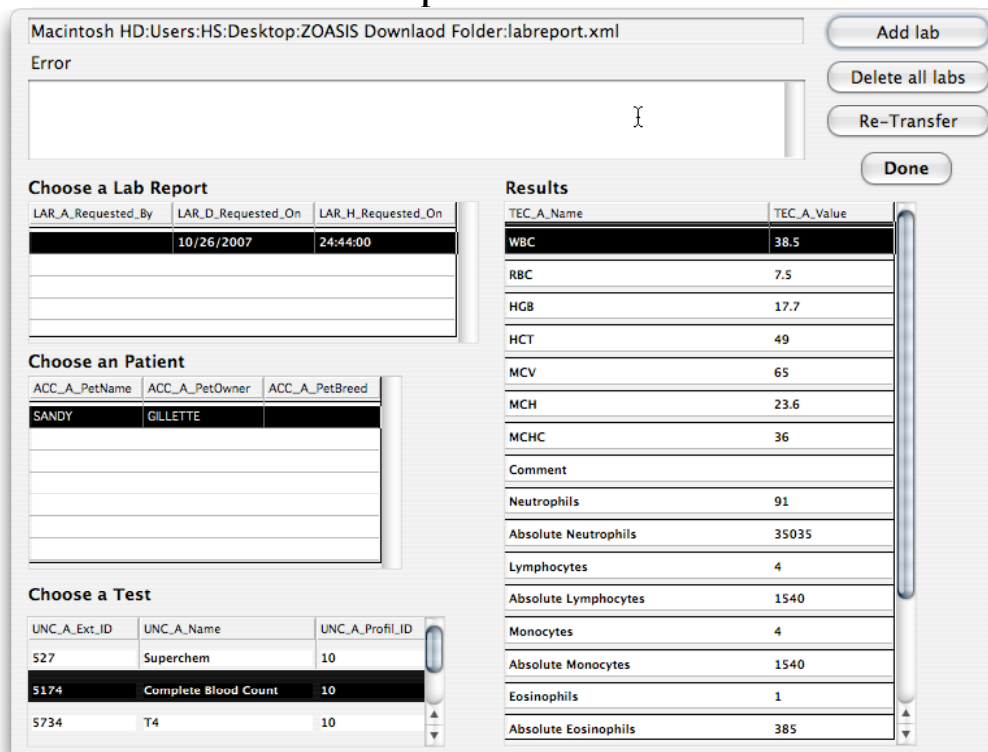 Macintosh HD:Users:HS:Desktop:ZOASIS Downlaod Folder:labreport.xml
Add lab
Error
Delete all labs
Re-Transfer
Done
Choose a Lab Report
LAR_A_Requested_By LAR_D_Requested_On LAR_H_Requested_On
10/26/2007 24:44:00
Choose an Patient
ACC_A_PetName ACC_A_PetOwner ACC_A_PetBreed
SANDY GILLETTE
Choose a Test
UNC_A_Ext_ID UNC_A_Name UNC_A_Profil_ID
527 Superchem 10
5174 Complete Blood Count 10
5734 T4 10
Results
TEC_A_Name TEC_A_Value
WBC 38.5
RBC 7.5
HGB 17.7
HCT 49
MCV 65
MCH 23.6
MCHC 36
Comment
Neutrophils 91
Absolute Neutrophils 35035
Lymphocytes 4
Absolute Lymphocytes 1540
Monocytes 4
Absolute Monocytes 1540
Eosinophils 1
Absolute Eosinophils 385